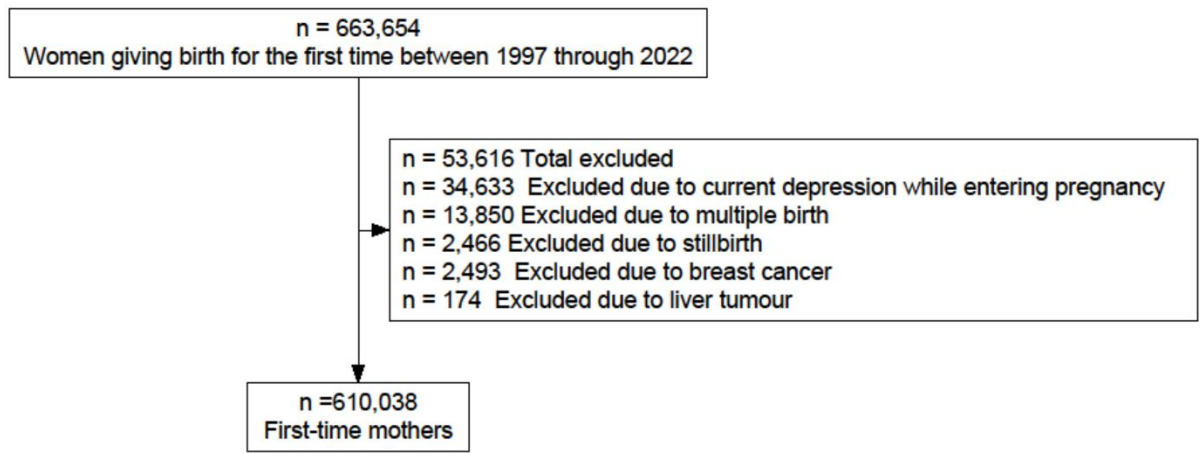 n = 663,654
Women giving birth for the first time between 1997 through 2022
n = 53,616 Total excluded
n = 34,633 Excluded due to current depression while entering pregnancy
n = 13,850 Excluded due to multiple birth
n = 2,466 Excluded due to stillbirth
n = 2,493 Excluded due to breast cancer
n = 174 Excluded due to liver tumour
n =610,038
First-time mothers